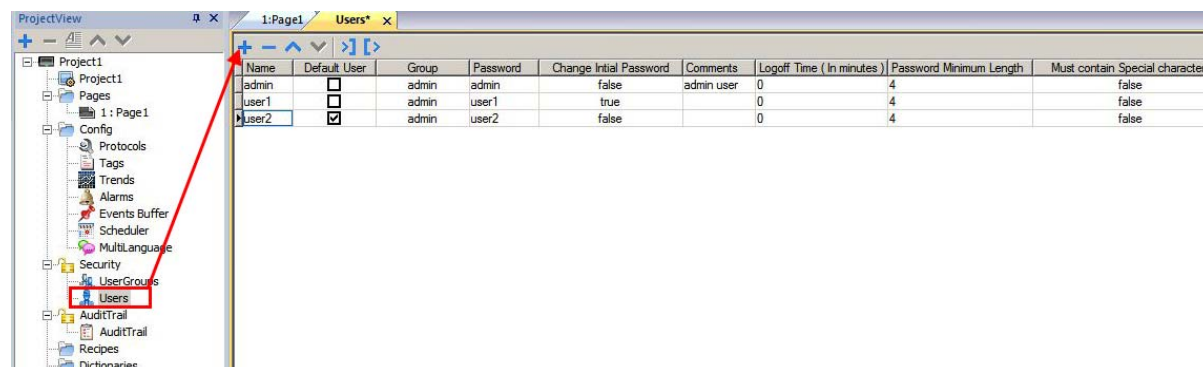 ProjectView
1:Page1 Users*
Project1
Project1
Pages
1 : Page1
Config
Protocols
Tags
Trends
Alarms
Events Buffer
Scheduler
MultiLanguage
Security
UserGroups
Users
AuditTrail
AuditTrail
Recipes
Dictionaries
Name Default User Group Password Change Intial Password Comments Logoff Time ( In minutes ) Password Minimum Length Must contain Special character
admin admin admin false admin user 0 4 false
user1 admin user1 true 0 4 false
user2 admin user2 false 0 4 false